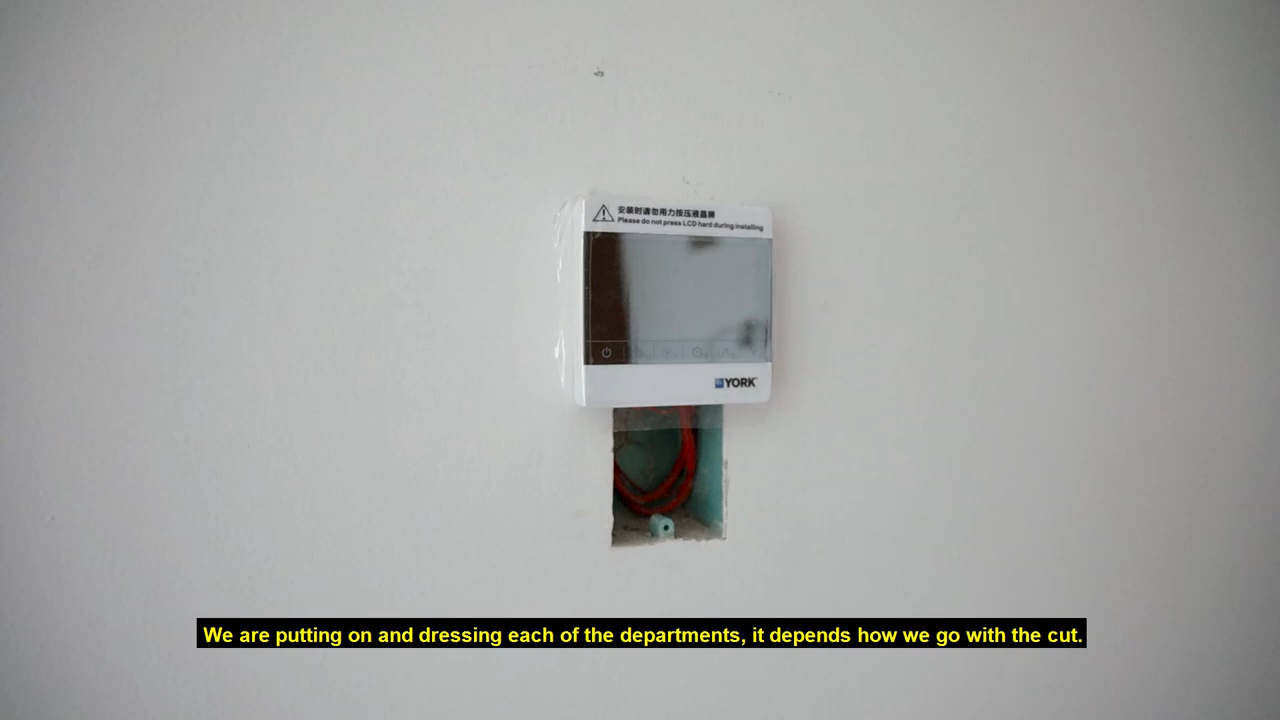 安装时请勿用力按压液晶屏
Please do not press LCD hard during installing
YORK
We are putting on and dressing each of the departments, it depends how we go with the cut.